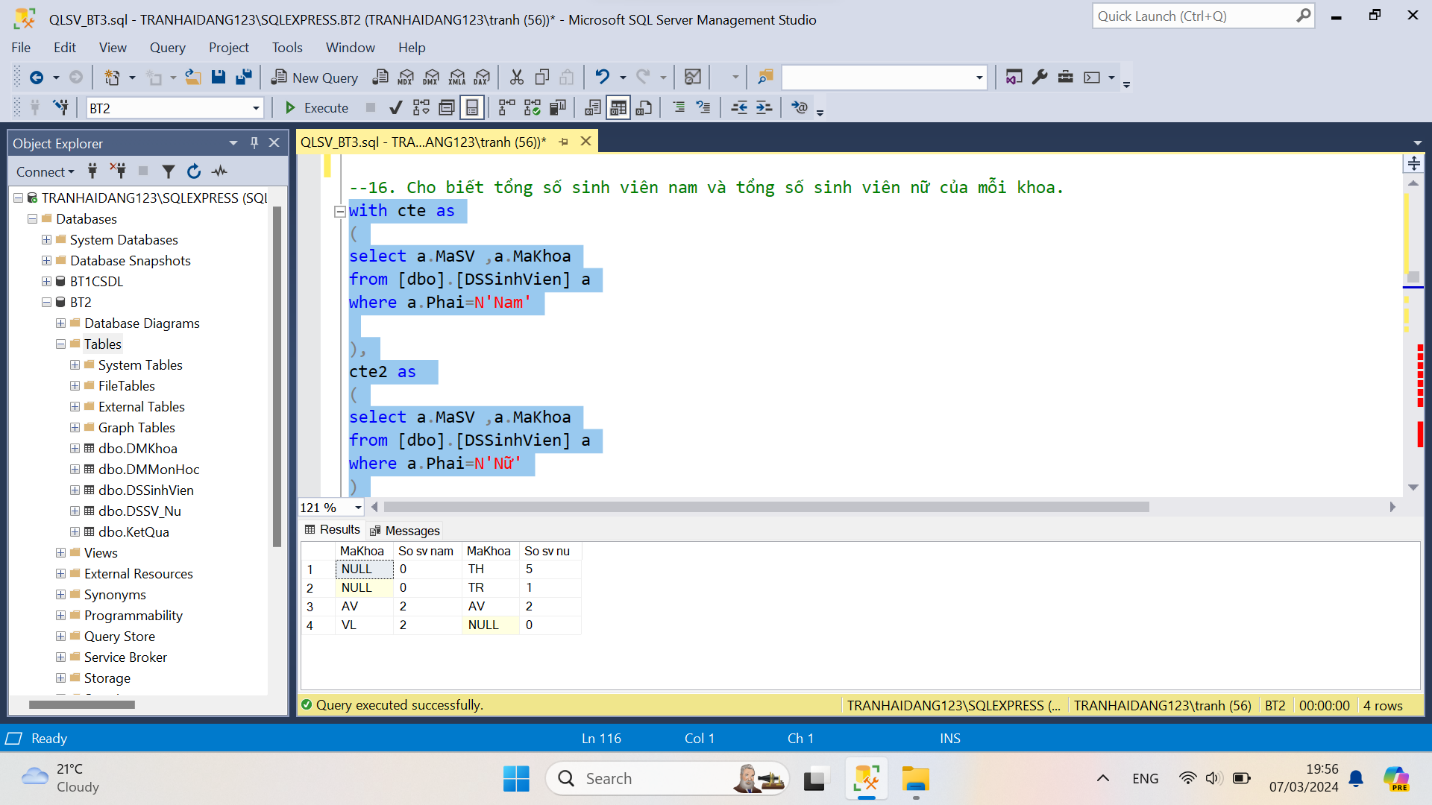 QLSV_BT3.sql - TRANHAIDANG123\SQLEXPRESS.BT2 (TRANHAIDANG123\tranh (56))* - Microsoft SQL Server Management Studio
Quick Launch (Ctrl+Q)
File Edit View Query Project Tools Window Help
New Query MDX DMX XMLA DAX
BT2 Execute
Object Explorer
Connect
TRANHAIDANG123\SQLEXPRESS (SQL
Databases
System Databases
Database Snapshots
BT1CSDL
BT2
Database Diagrams
Tables
System Tables
FileTables
External Tables
Graph Tables
dbo.DMKhoa
dbo.DMMonHoc
dbo.DSSinhVien
dbo.DSSV_Nu
dbo.KetQua
Views
External Resources
Synonyms
Programmability
Query Store
Service Broker
Storage
QLSV_BT3.sql - TRA...ANG123\tranh (56))*
--16. Cho biết tổng số sinh viên nam và tổng số sinh viên nữ của mỗi khoa.
with cte as
(
select a.MaSV ,a.MaKhoa
from [dbo].[DSSinhVien] a
where a.Phai=N'Nam'
),
cte2 as
(
select a.MaSV ,a.MaKhoa
from [dbo].[DSSinhVien] a
where a.Phai=N'Nữ'
)
121 %
Results Messages
MaKhoa So sv nam MaKhoa So sv nu
1 NULL 0 TH 5
2 NULL 0 TR 1
3 AV 2 AV 2
4 VL 2 NULL 0
Query executed successfully. TRANHAIDANG123\SQLEXPRESS (... TRANHAIDANG123\tranh (56) BT2 00:00:00 4 rows
Ready Ln 116 Col 1 Ch 1 INS
21°C
Cloudy
Search
ENG
19:56
07/03/2024
PRE